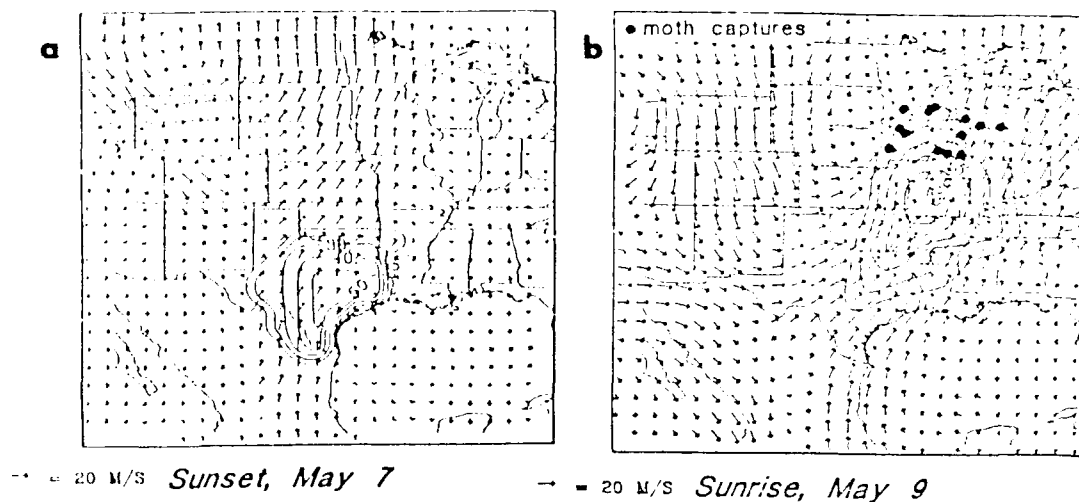 a
b
moth captures
= 20 M/S Sunset, May 7
= 20 M/S Sunrise, May 9